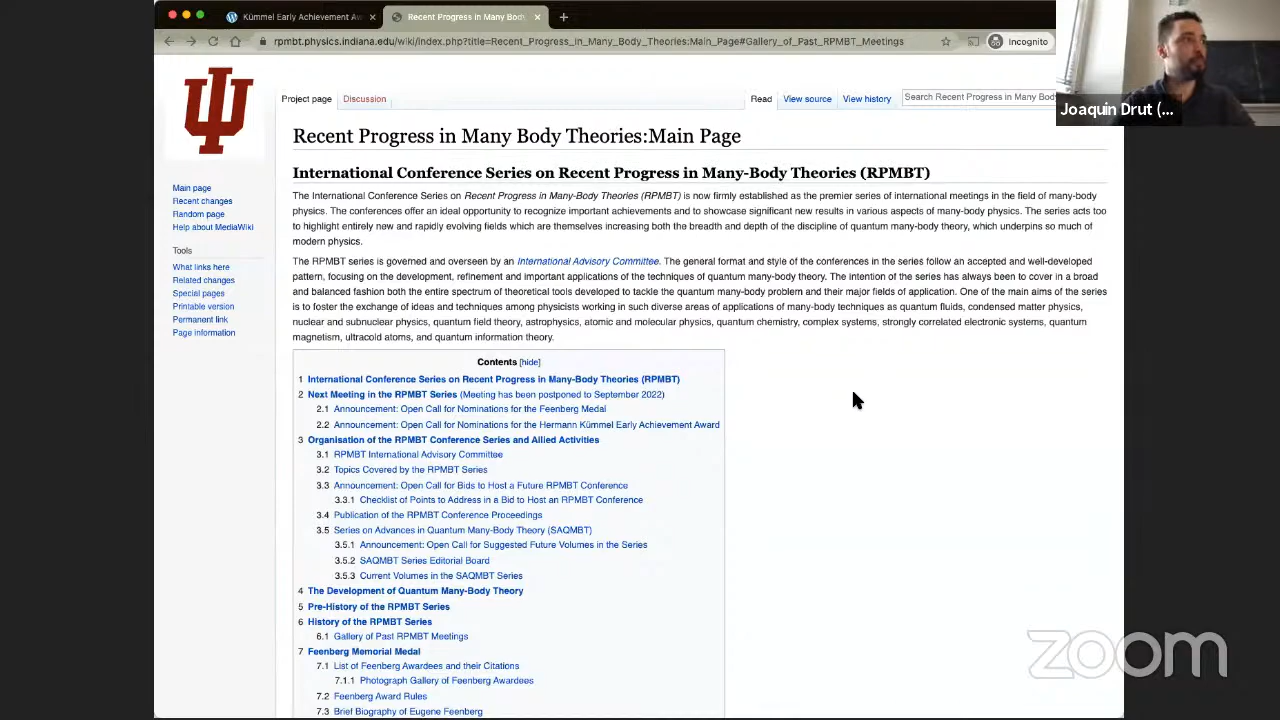 Kümmel Early Achievement Aw
Recent Progress in Many Body
rpmbt.physics.indiana.edu/wiki/index.php?title=Recent_Progress_in_Many_Body_Theories:Main_Page#Gallery_of_Past_RPMBT_Meetings
Incognito
Joaquin Drut (...
Project page
Discussion
Read
View source
View history
Search Recent Progress in Many Body
Recent Progress in Many Body Theories:Main Page
International Conference Series on Recent Progress in Many-Body Theories (RPMBT)
The International Conference Series on Recent Progress in Many-Body Theories (RPMBT) is now firmly established as the premier series of international meetings in the field of many-body
physics. The conferences offer an ideal opportunity to recognize important achievements and to showcase significant new results in various aspects of many-body physics. The series acts too
to highlight entirely new and rapidly evolving fields which are themselves increasing both the breadth and depth of the discipline of quantum many-body theory, which underpins so much of
modern physics.
The RPMBT series is governed and overseen by an International Advisory Committee. The general format and style of the conferences in the series follow an accepted and well-developed
pattern, focusing on the development, refinement and important applications of the techniques of quantum many-body theory. The intention of the series has always been to cover in a broad
and balanced fashion both the entire spectrum of theoretical tools developed to tackle the quantum many-body problem and their major fields of application. One of the main aims of the series
is to foster the exchange of ideas and techniques among physicists working in such diverse areas of applications of many-body techniques as quantum fluids, condensed matter physics,
nuclear and subnuclear physics, quantum field theory, astrophysics, atomic and molecular physics, quantum chemistry, complex systems, strongly correlated electronic systems, quantum
magnetism, ultracold atoms, and quantum information theory.
Main page
Recent changes
Random page
Help about MediaWiki
Tools
What links here
Related changes
Special pages
Printable version
Permanent link
Page information
Contents [hide]
1 International Conference Series on Recent Progress in Many-Body Theories (RPMBT)
2 Next Meeting in the RPMBT Series (Meeting has been postponed to September 2022)
2.1 Announcement: Open Call for Nominations for the Feenberg Medal
2.2 Announcement: Open Call for Nominations for the Hermann Kümmel Early Achievement Award
3 Organisation of the RPMBT Conference Series and Allied Activities
3.1 RPMBT International Advisory Committee
3.2 Topics Covered by the RPMBT Series
3.3 Announcement: Open Call for Bids to Host a Future RPMBT Conference
3.3.1 Checklist of Points to Address in a Bid to Host an RPMBT Conference
3.4 Publication of the RPMBT Conference Proceedings
3.5 Series on Advances in Quantum Many-Body Theory (SAQMBT)
3.5.1 Announcement: Open Call for Suggested Future Volumes in the Series
3.5.2 SAQMBT Series Editorial Board
3.5.3 Current Volumes in the SAQMBT Series
4 The Development of Quantum Many-Body Theory
5 Pre-History of the RPMBT Series
6 History of the RPMBT Series
6.1 Gallery of Past RPMBT Meetings
7 Feenberg Memorial Medal
7.1 List of Feenberg Awardees and their Citations
7.1.1 Photograph Gallery of Feenberg Awardees
7.2 Feenberg Award Rules
7.3 Brief Biography of Eugene Feenberg
zoom